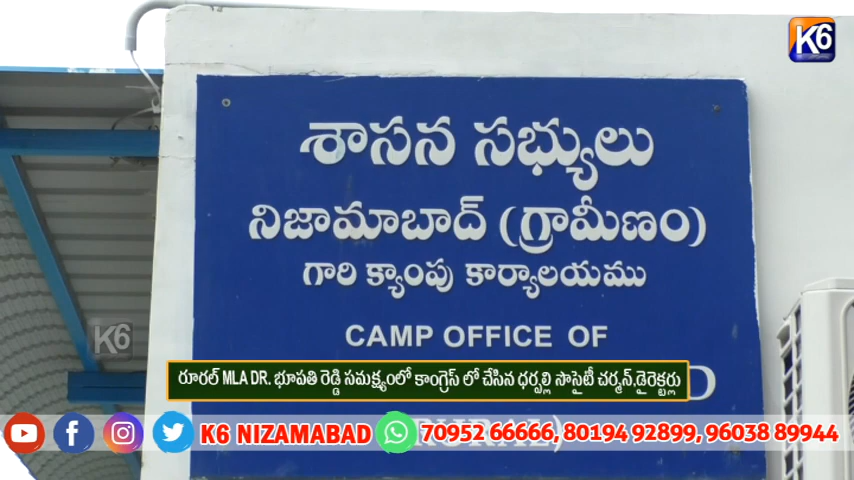 K6
శాసన సభ్యులు
నిజామాబాద్ (గ్రామీణం)
గారి క్యాంపు కార్యాలయము
CAMP OFFICE OF
K6
రూరల్ MLA DR. భూపతి రెడ్డి సమక్ష్యంలో కాంగ్రెస్ లో చేసిన ధర్పల్లి సొసైటీ చర్మన్,డైరెక్టర్లు
K6 NIZAMABAD 70952 66666, 80194 92899, 96038 89944